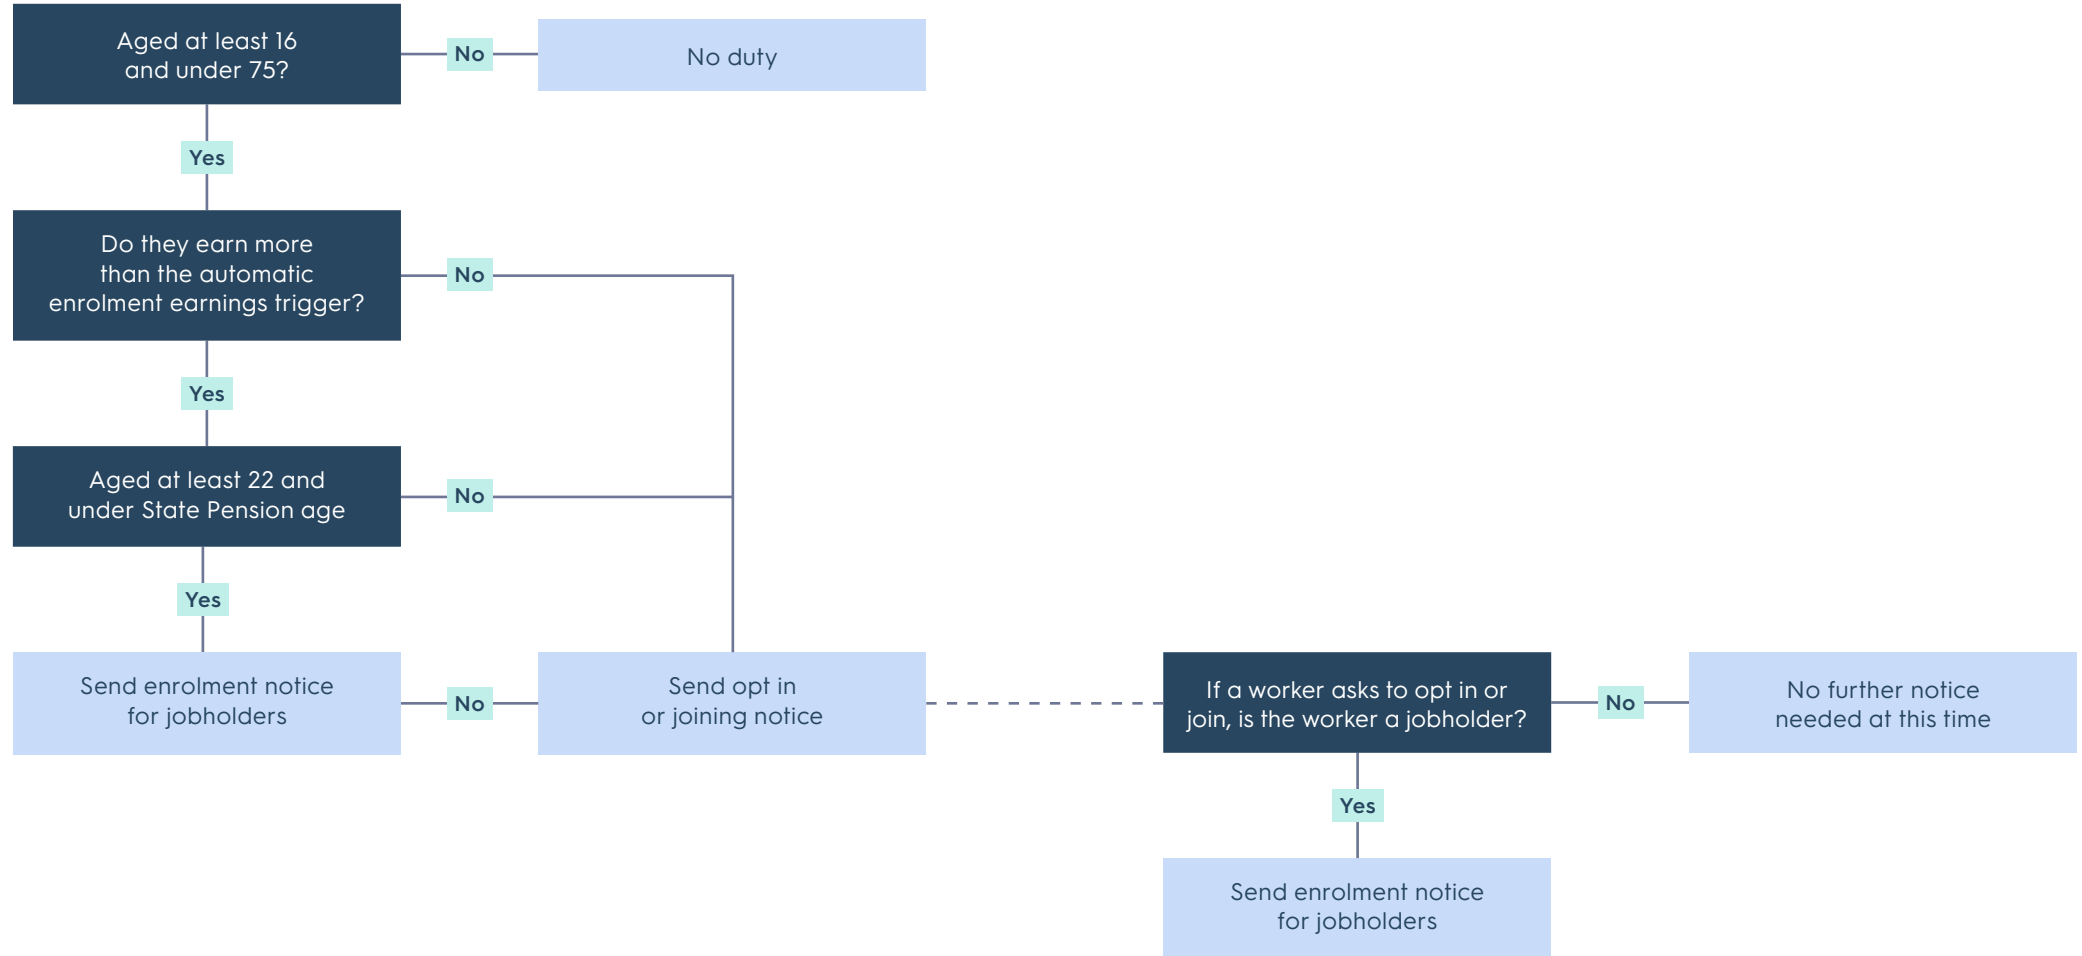 Aged at least 16
and under 75?
No
No duty
Yes
Do they earn more
than the automatic
enrolment earnings trigger?
No
Yes
Aged at least 22 and
under State Pension age
No
Yes
Send enrolment notice
for jobholders
No
Send opt in
or joining notice
If a worker asks to opt in or
join, is the worker a jobholder?
No
No further notice
needed at this time
Yes
Send enrolment notice
for jobholders